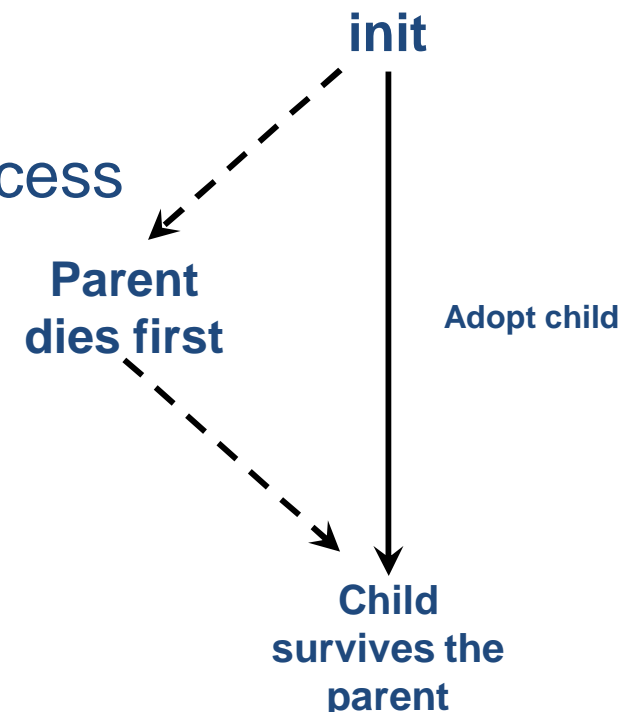 init
cess
Parent
dies first
Adopt child
Child
survives the
parent